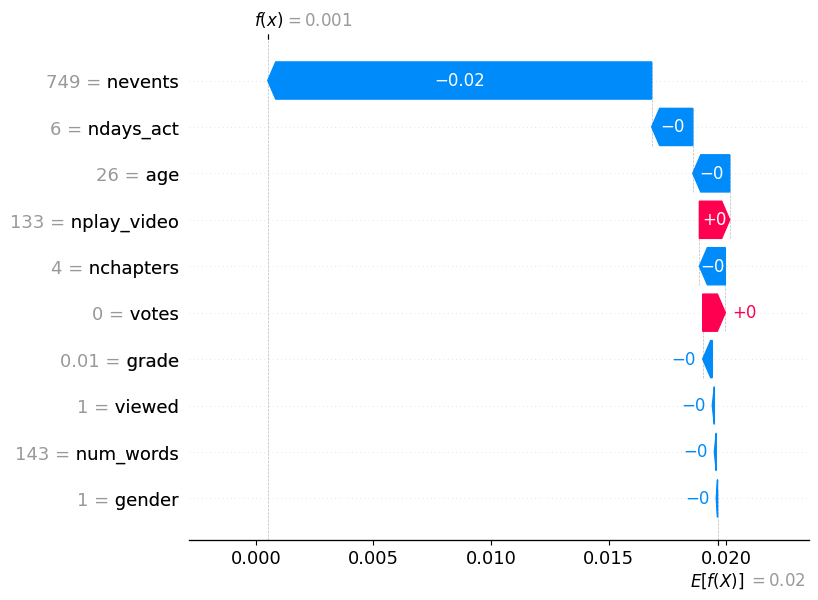 f(x) = 0.001
749 = nevents
−0.02
6 = ndays_act
−0
26 = age
−0
133 = nplay_video
+0
4 = nchapters
−0
0 = votes
+0
0.01 = grade
−0
1 = viewed
−0
143 = num_words
−0
1 = gender
−0
0.000 0.005 0.010 0.015 0.020
E[f(X)] = 0.02